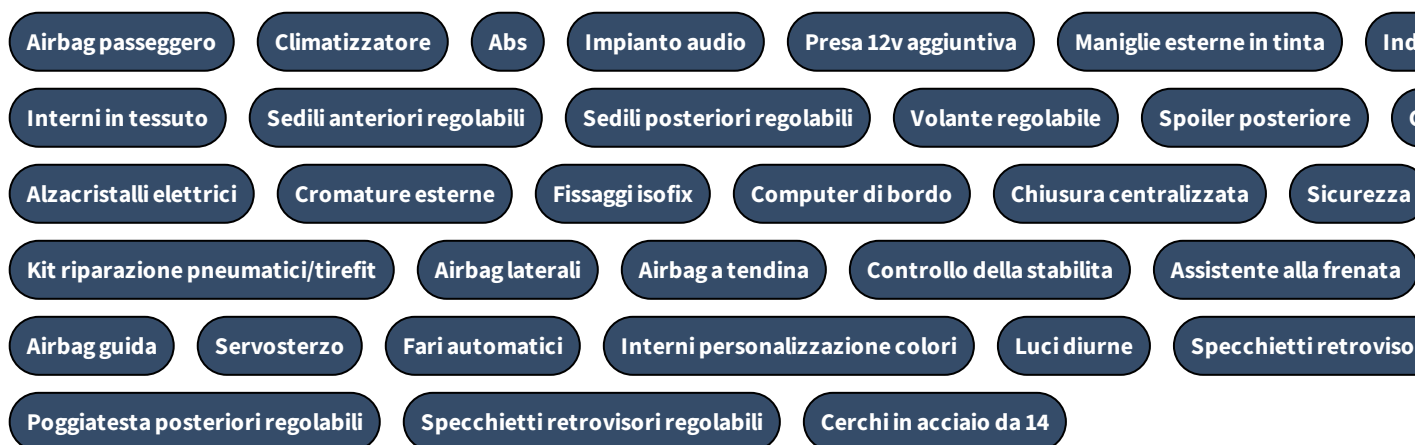 Airbag passeggero Climatizzatore Abs Impianto audio Presa 12v aggiuntiva Maniglie esterne in tinta
Interni in tessuto Sedili anteriori regolabili Sedili posteriori regolabili Volante regolabile Spoiler posteriore
Alzacristalli elettrici Cromature esterne Fissaggi isofix Computer di bordo Chiusura centralizzata Sicurezza
Kit riparazione pneumatici/tirefit Airbag laterali Airbag a tendina Controllo della stabilita Assistente alla frenata
Airbag guida Servosterzo Fari automatici Interni personalizzazione colori Luci diurne Specchietti
Poggiatesta posteriori regolabili Specchietti retrovisori regolabili Cerchi in acciaio da 14